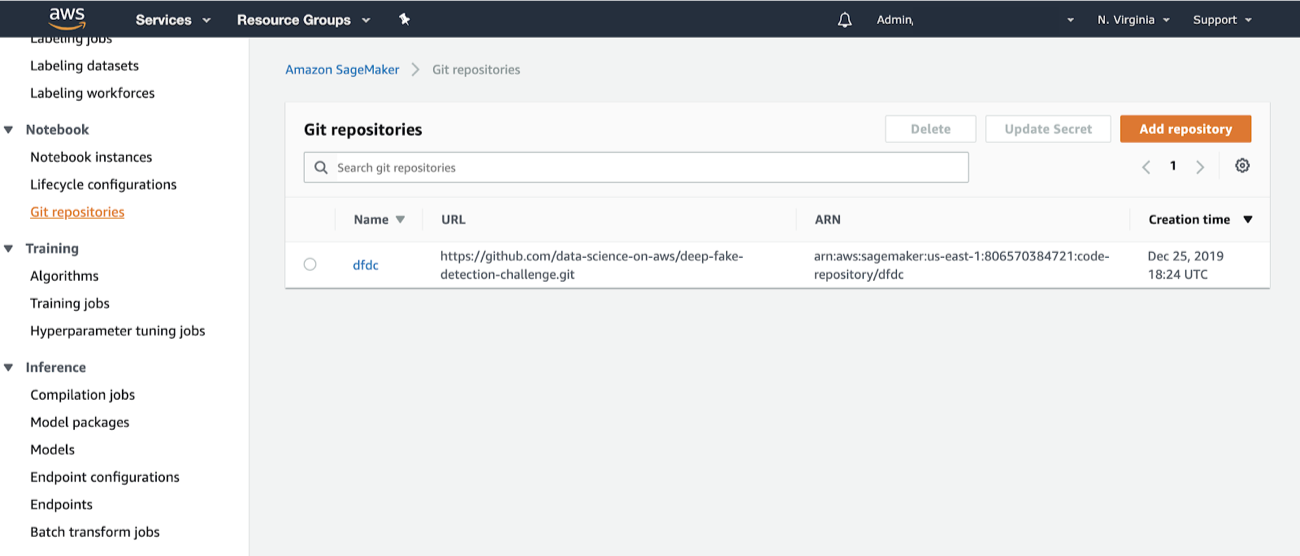 aws Services Resource Groups Admin, N. Virginia Support
Labeling jobs
Labeling datasets
Labeling workforces
Notebook
Notebook instances
Lifecycle configurations
Git repositories
Training
Algorithms
Training jobs
Hyperparameter tuning jobs
Inference
Compilation jobs
Model packages
Models
Endpoint configurations
Endpoints
Batch transform jobs
Amazon SageMaker > Git repositories
Git repositories Delete Update Secret Add repository
Search git repositories < 1 >
Name URL ARN Creation time
dfdc
https://github.com/data-science-on-aws/deep-fake-
detection-challenge.git
arn:aws:sagemaker:us-east-1:806570384721:code-
repository/dfdc
Dec 25, 2019
18:24 UTC